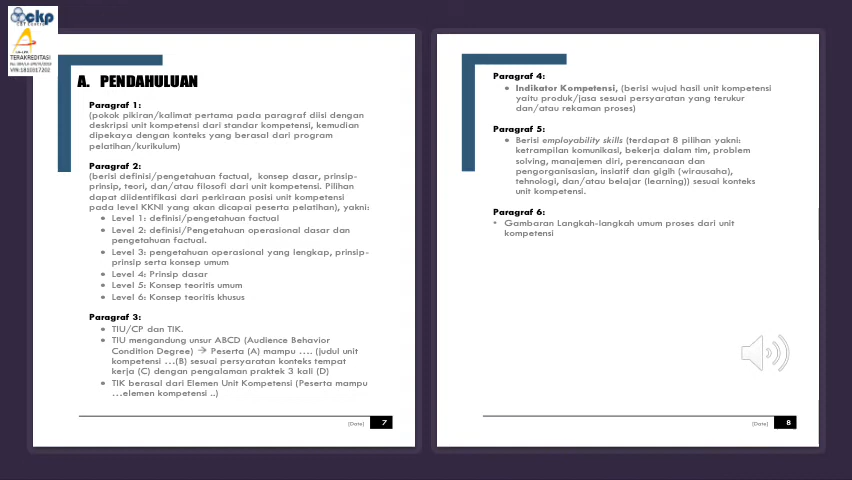 ckp
TERAKREDITASI
VIN:1810317202
A. PENDAHULUAN
Paragraf 1:
(pokok pikiran/kalimat pertama pada paragraf diisi dengan
deskripsi unit kompetensi dari standar kompetensi, kemudian
dipekaya dengan konteks yang berasal dari program
pelatihan/kurikulum)
Paragraf 2:
(berisi definisi/pengetahuan factual, konsep dasar, prinsip-
prinsip, teori, dan/atau filosofi dari unit kompetensi. Pilihan
dapat diidentifikasi dari perkiraan posisi unit kompetensi
pada level KKNI yang akan dicapai peserta pelatihan), yakni:
• Level 1: definisi/pengetahuan factual
• Level 2: definisi/Pengetahuan operasional dasar dan
pengetahuan factual.
• Level 3: pengetahuan operasional yang lengkap, prinsip-
prinsip serta konsep umum
• Level 4: Prinsip dasar
• Level 5: Konsep teoritis umum
• Level 6: Konsep teoritis khusus
Paragraf 3:
• TIU/CP dan TIK.
• TIU mengandung unsur ABCD (Audience Behavior
Condition Degree) → Peserta (A) mampu …. (judul unit
kompetensi …(B) sesuai persyaratan konteks tempat
kerja (C) dengan pengalaman praktek 3 kali (D)
• TIK berasal dari Elemen Unit Kompetensi (Peserta mampu
…elemen kompetensi ..)
[Date] 7
Paragraf 4:
• Indikator Kompetensi, (berisi wujud hasil unit kompetensi
yaitu produk/jasa sesuai persyaratan yang terukur
dan/atau rekaman proses)
Paragraf 5:
• Berisi employability skills (terdapat 8 pilihan yakni:
ketrampilan komunikasi, bekerja dalam tim, problem
solving, manajemen diri, perencanaan dan
pengorganisasian, insiatif dan gigih (wirausaha),
tehnologi, dan/atau belajar (learning)) sesuai konteks
unit kompetensi.
Paragraf 6:
• Gambaran Langkah-langkah umum proses dari unit
kompetensi
[Date] 8